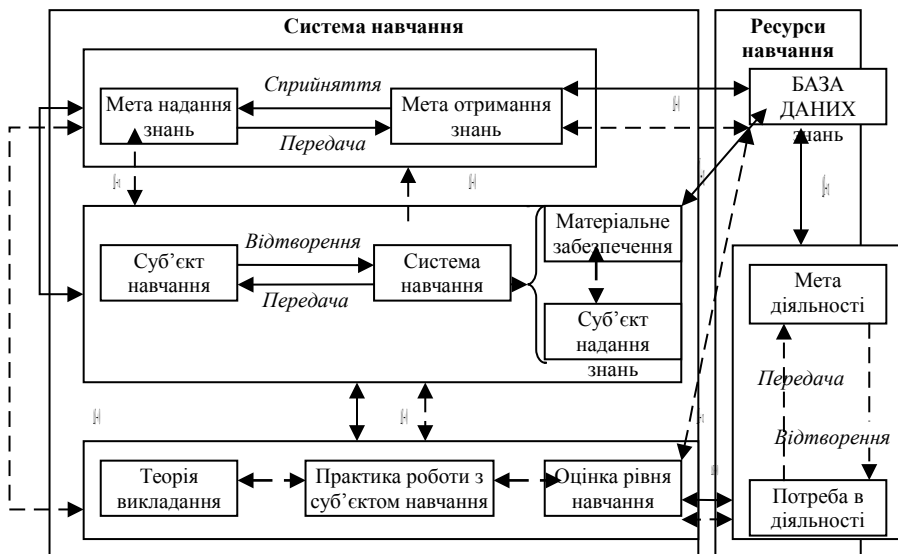 Система навчання
Ресурси
навчання
Сприйняття
Мета надання
знань
Мета отримання
знань
Передача
БАЗА
ДАНИХ
знань
Матеріальне
забезпечення
Відтворення
Суб’єкт
навчання
Система
навчання
Передача
Суб’єкт
надання
знань
Мета
діяльності
Передача
Відтворення
Теорія
викладання
Практика роботи з
суб’єктом навчання
Оцінка рівня
навчання
Потреба в
діяльності